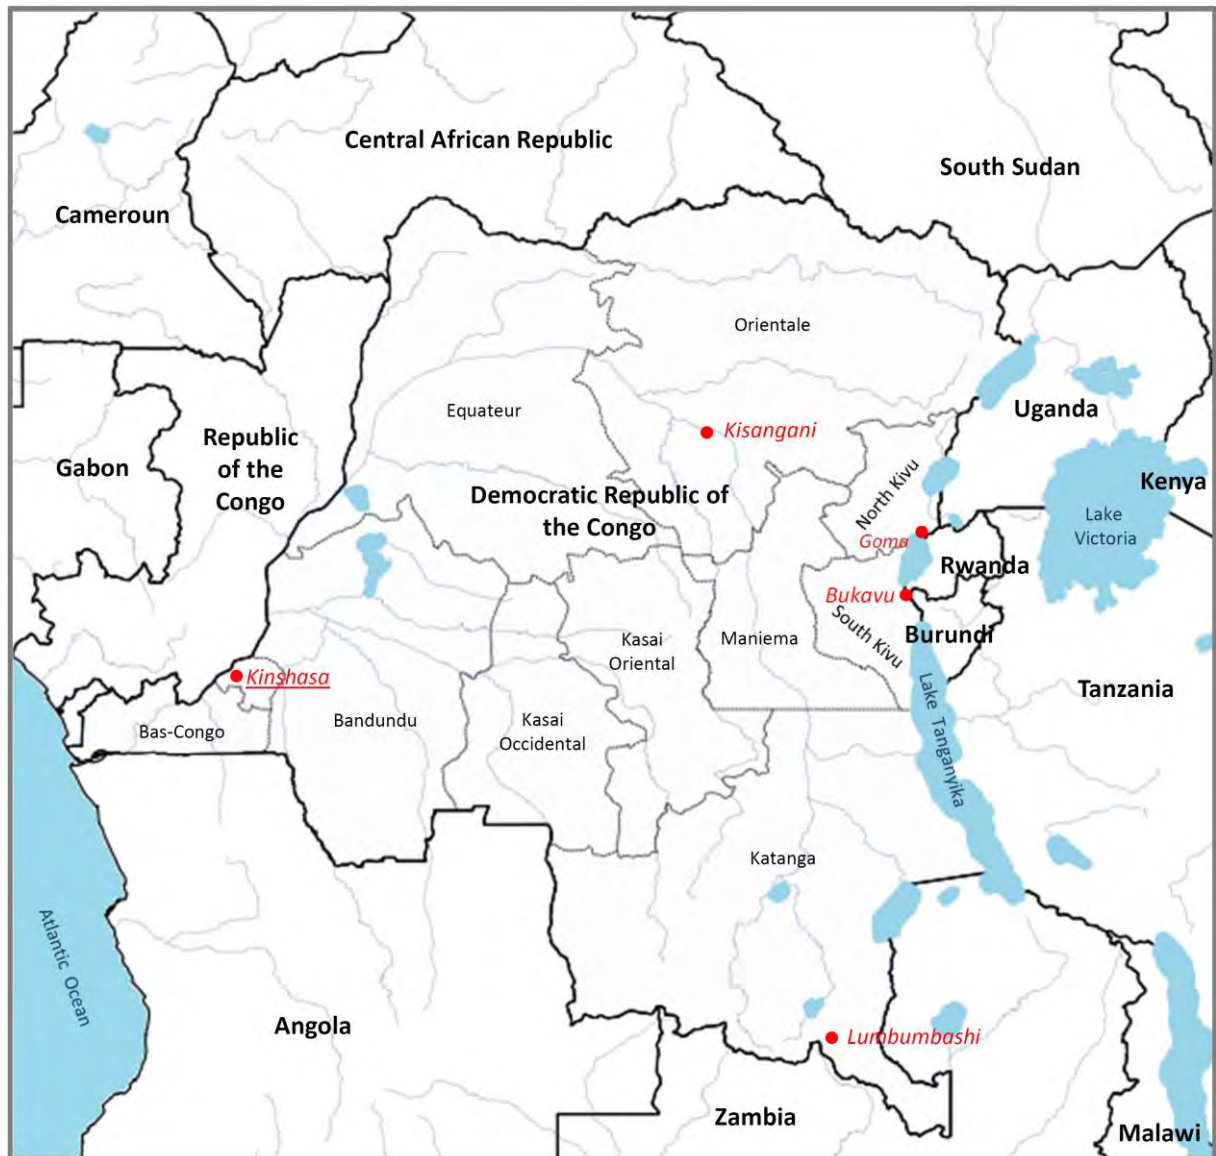 Central African Republic
South Sudan
Cameroun
Orientale
Equateur
Uganda
Kisangani
Republic
of the
Congo
Gabon
Kenya
North Kivu
Democratic Republic of
the Congo
Lake
Victoria
Goma
Rwanda
Bukavu
South Kivu
Burundi
Kasai
Oriental
Maniema
Kinshasa
Tanzania
Bas-Congo
Bandundu
Kasai
Occidental
Lake Tanganyika
Katanga
Atlantic Ocean
Angola
Lumbumbashi
Zambia
Malawi